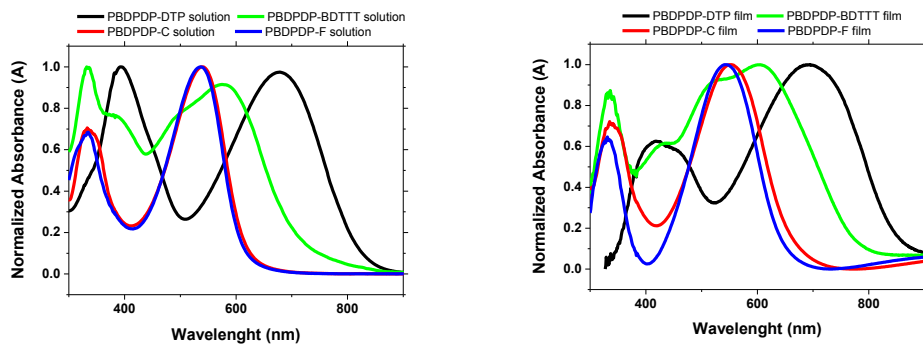 PBDPDP-DTP solution PBDPDP-BDTTT solution
PBDPDP-C solution PBDPDP-F solution
Normalized Absorbance (A)
1.0
0.8
0.6
0.4
0.2
0.0
400 600 800
Wavelenght (nm)
PBDPDP-DTP film PBDPDP-BDTTT film
PBDPDP-C film PBDPDP-F film
Normalized Absorbance (A)
1.0
0.8
0.6
0.4
0.2
0.0
400 600 800
Wavelenght (nm)